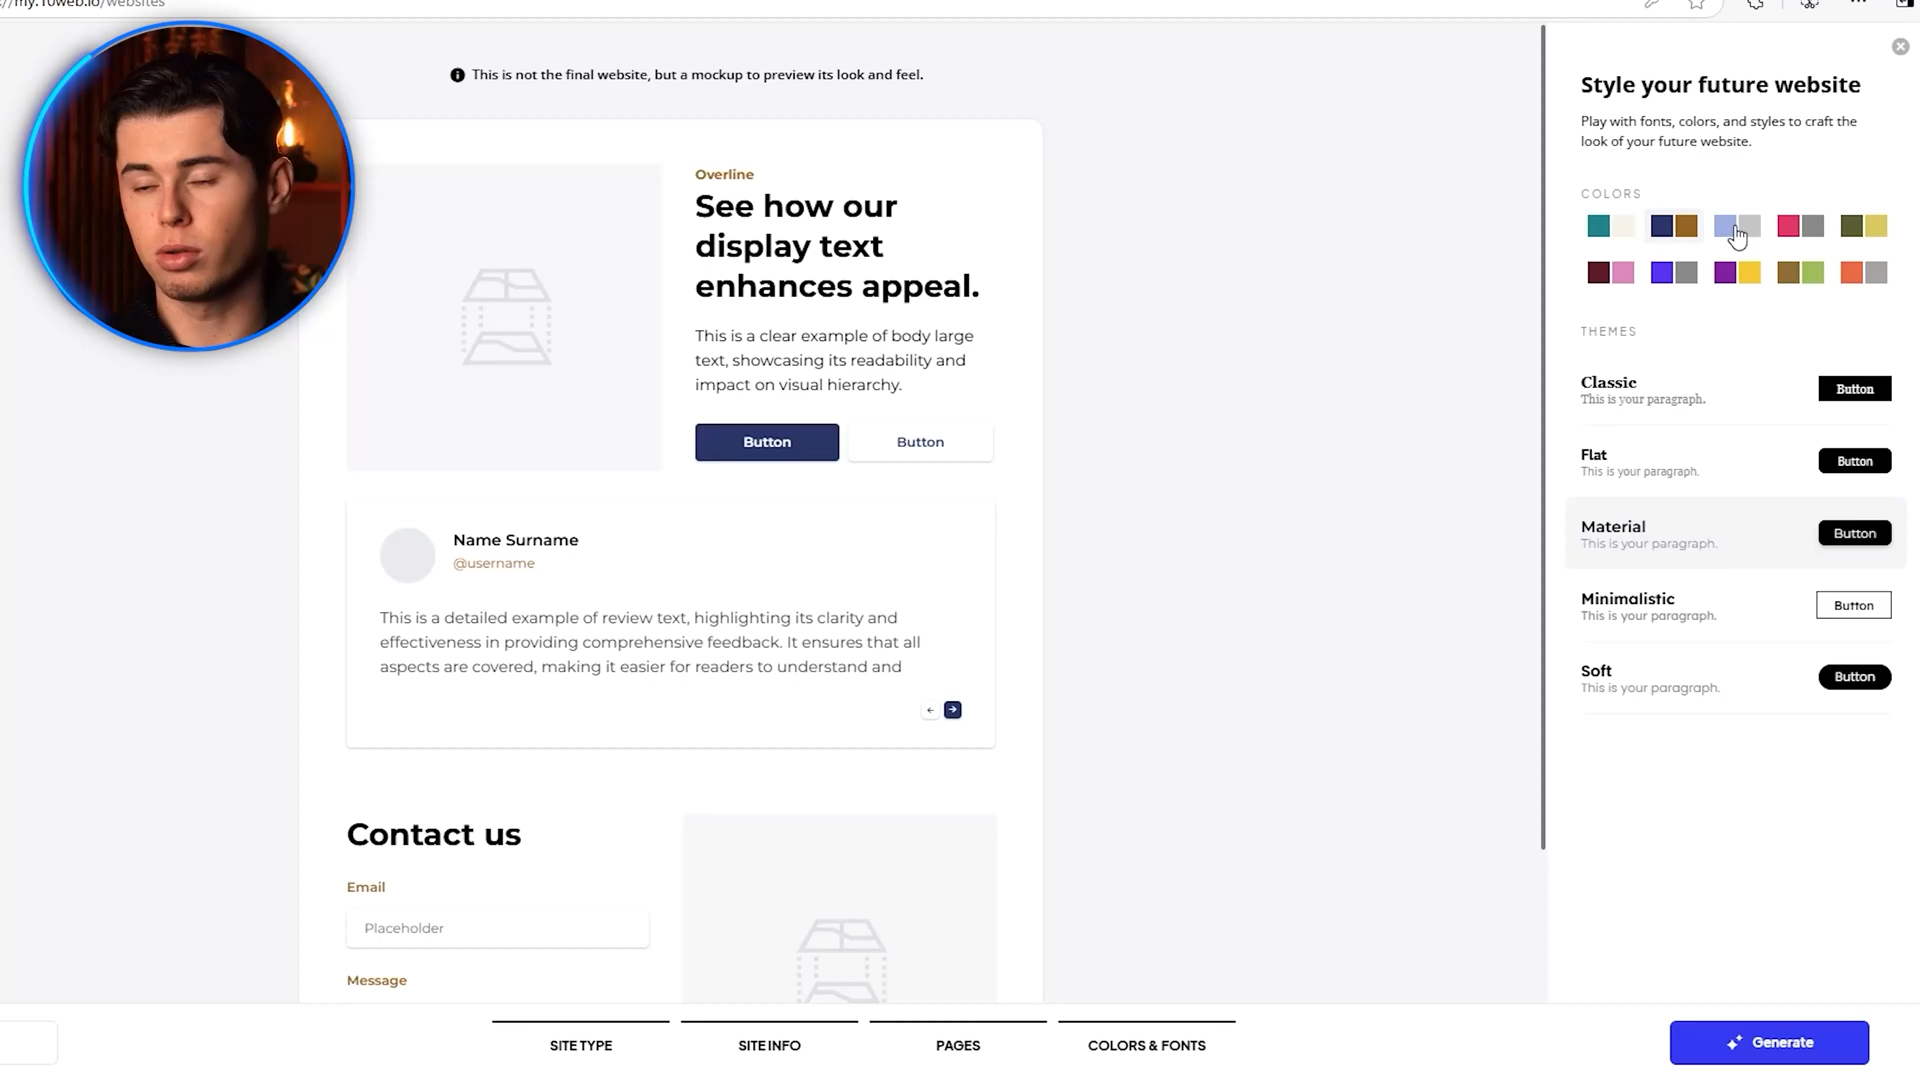 ://my.10web.io/websites
This is not the final website, but a mockup to preview its look and feel.
Overline
See how our
display text
enhances appeal.
This is a clear example of body large
text, showcasing its readability and
impact on visual hierarchy.
Button
Button
Name Surname
@username
This is a detailed example of review text, highlighting its clarity and
effectiveness in providing comprehensive feedback. It ensures that all
aspects are covered, making it easier for readers to understand and
Contact us
Email
Placeholder
Message
Style your future website
Play with fonts, colors, and styles to craft the
look of your future website.
COLORS
THEMES
Classic
This is your paragraph.
Button
Flat
This is your paragraph.
Button
Material
This is your paragraph.
Button
Minimalistic
This is your paragraph.
Button
Soft
This is your paragraph.
Button
SITE TYPE
SITE INFO
PAGES
COLORS & FONTS
Generate